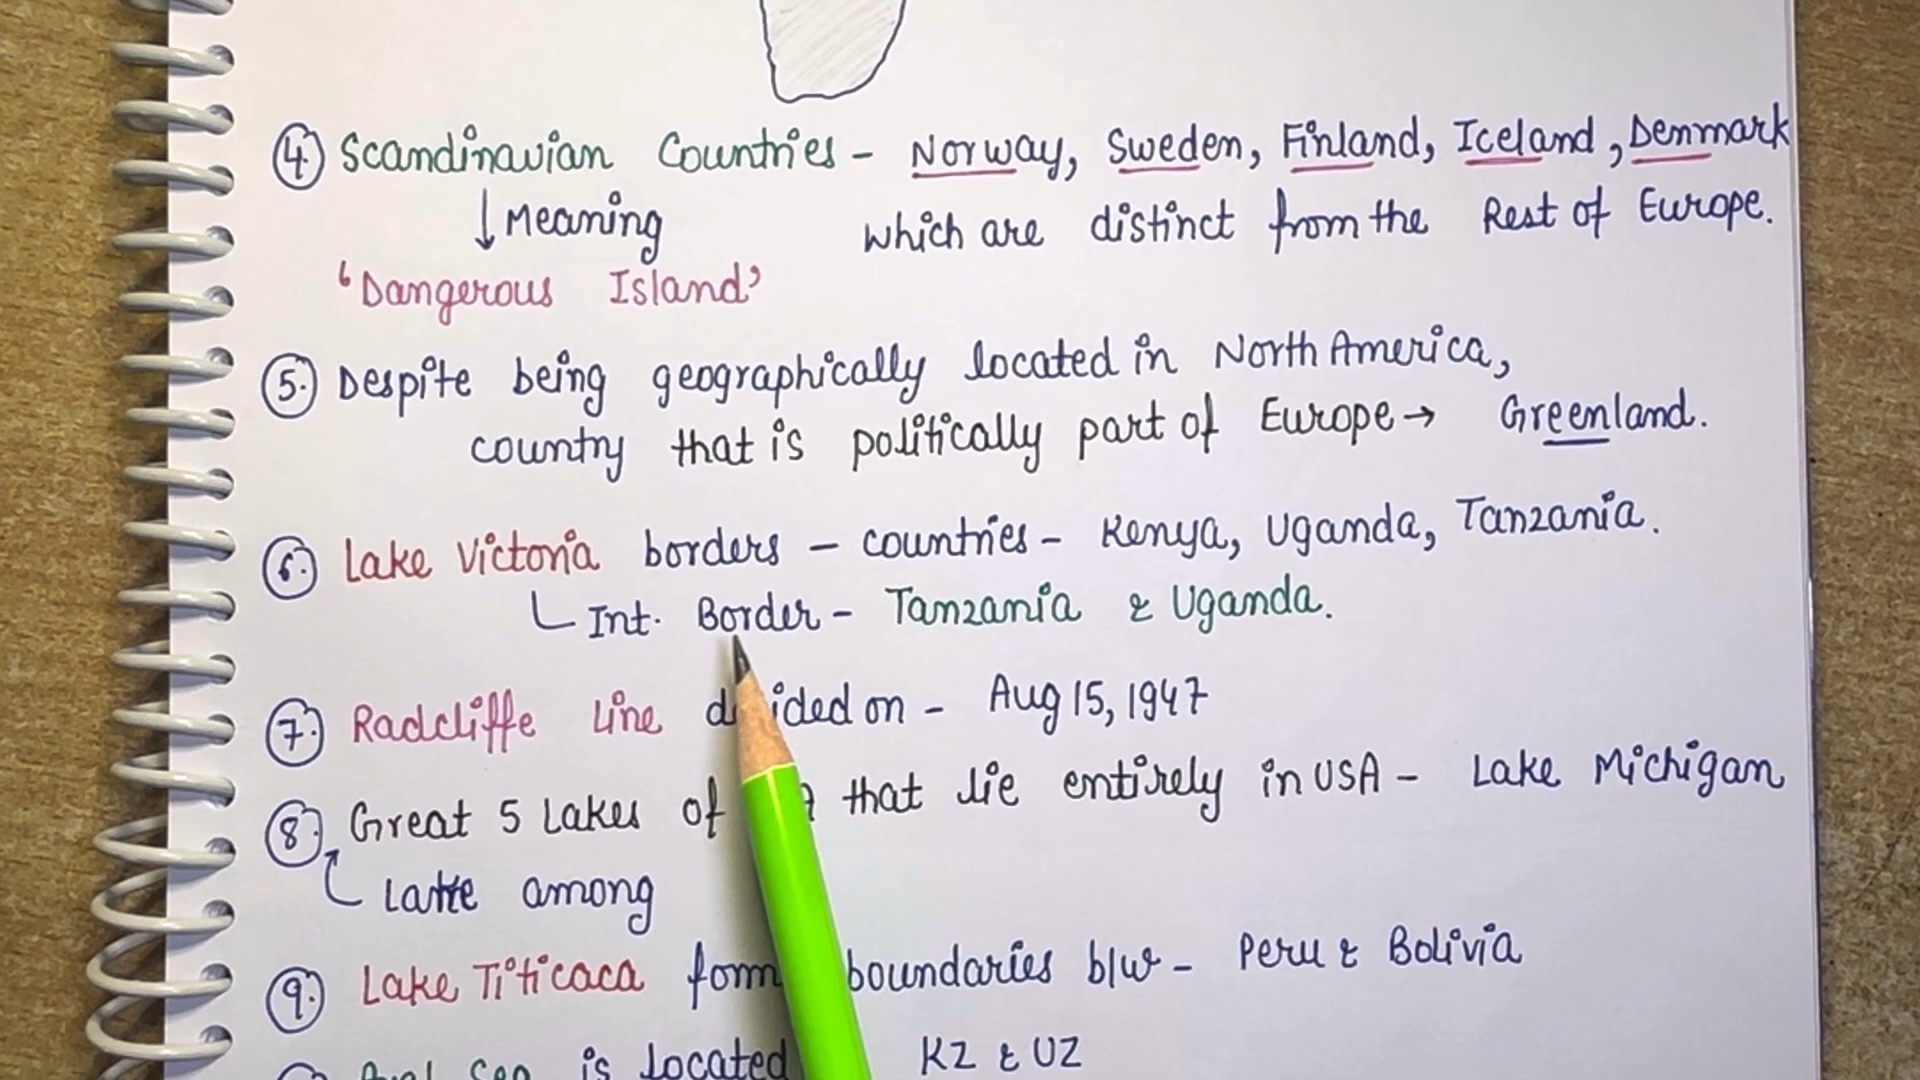 4. Scandinavian Countries - Norway, Sweden, Finland, Iceland, Denmark
↓ Meaning which are distinct from the Rest of Europe.
'Dangerous Island'
5. Despite being geographically located in North America,
country that is politically part of Europe → Greenland.
6. Lake Victoria borders - countries - Kenya, Uganda, Tanzania.
Int. Border - Tanzania & Uganda.
7. Radcliffe Line on - Aug 15, 1947
8. Great 5 Lakes of that lie entirely in USA - Lake Michigan
Lake among
9. Lake Titicaca form boundaries b/w - Peru & Bolivia
Aral Sea is located KZ & UZ